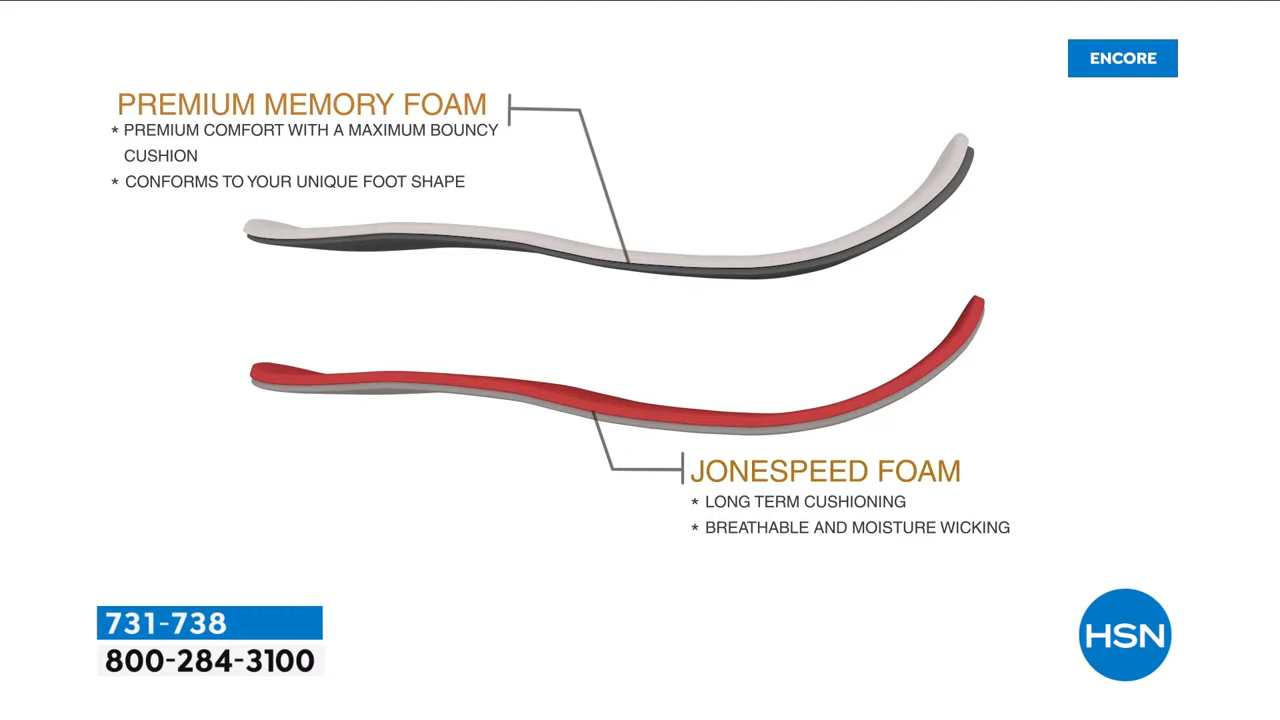 ENCORE
PREMIUM MEMORY FOAM
* PREMIUM COMFORT WITH A MAXIMUM BOUNCY
CUSHION
* CONFORMS TO YOUR UNIQUE FOOT SHAPE
JONESPEED FOAM
* LONG TERM CUSHIONING
* BREATHABLE AND MOISTURE WICKING
731-738
800-284-3100
HSN